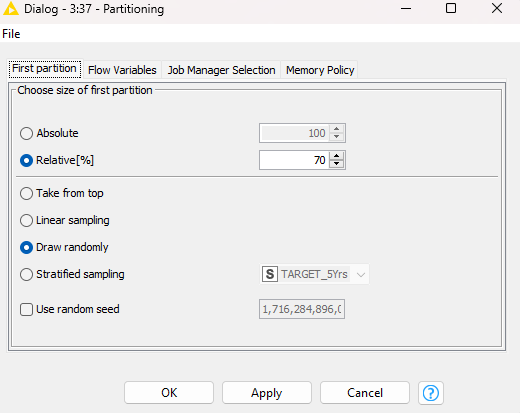 Dialog - 3:37 - Partitioning
File
First partition Flow Variables Job Manager Selection Memory Policy
Choose size of first partition
Absolute 100
Relative[%] 70
Take from top
Linear sampling
Draw randomly
Stratified sampling S TARGET_5Yrs
Use random seed 1,716,284,896,0
OK Apply Cancel ?